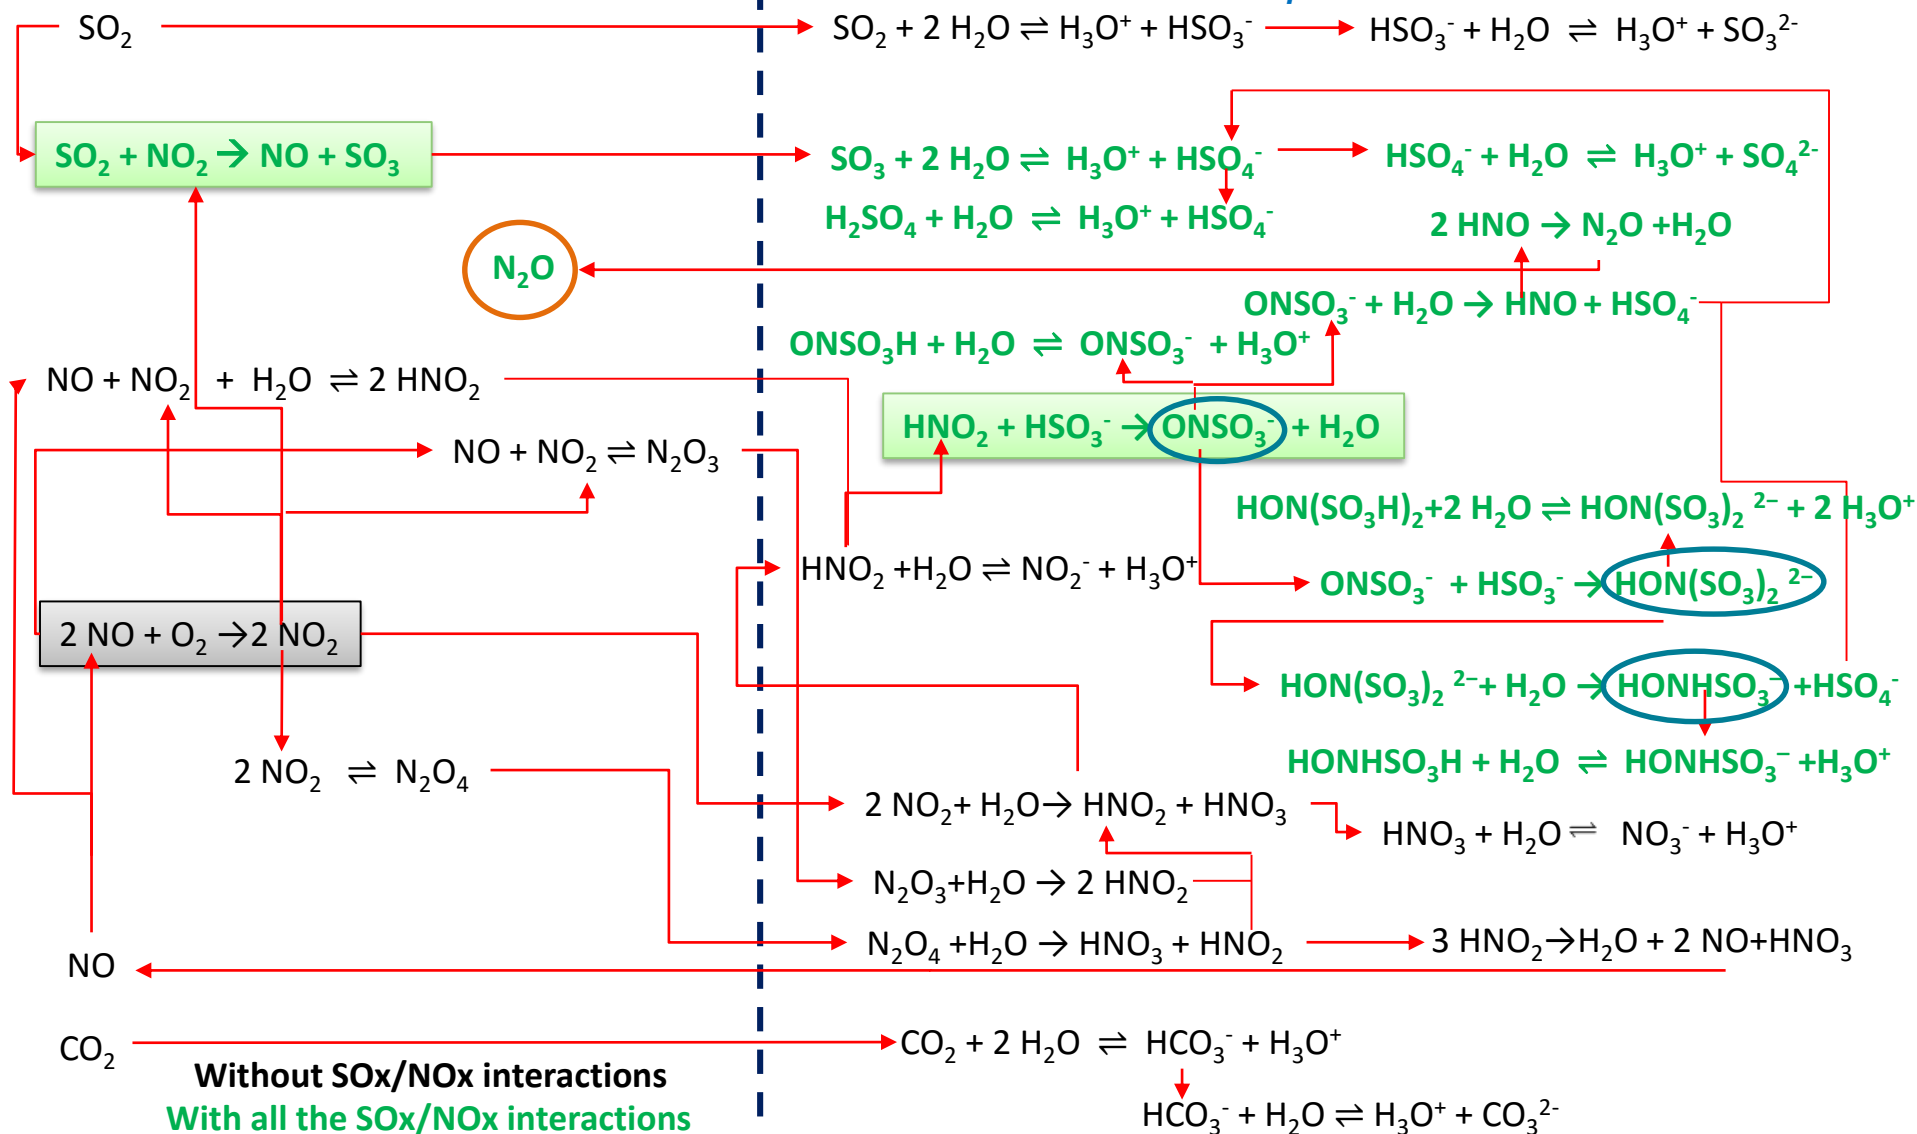 SO₂
SO₂ + 2 H₂O ⇌ H₃O⁺ + HSO₃⁻
HSO₃⁻ + H₂O ⇌ H₃O⁺ + SO₃²⁻
SO₂ + NO₂ → NO + SO₃
SO₃ + 2 H₂O ⇌ H₃O⁺ + HSO₄⁻
HSO₄⁻ + H₂O ⇌ H₃O⁺ + SO₄²⁻
H₂SO₄ + H₂O ⇌ H₃O⁺ + HSO₄⁻
2 HNO → N₂O +H₂O
N₂O
ONSO₃⁻ + H₂O → HNO + HSO₄⁻
ONSO₃H + H₂O ⇌ ONSO₃⁻ + H₃O⁺
NO + NO₂ + H₂O ⇌ 2 HNO₂
HNO₂ + HSO₃⁻ → ONSO₃⁻ + H₂O
NO + NO₂ ⇌ N₂O₃
HON(SO₃H)₂+2 H₂O ⇌ HON(SO₃)₂ ²⁻ + 2 H₃O⁺
HNO₂ +H₂O ⇌ NO₂⁻ + H₃O⁺
ONSO₃⁻ + HSO₃⁻ → HON(SO₃)₂ ²⁻
2 NO + O₂ →2 NO₂
HON(SO₃)₂ ²⁻+ H₂O → HONHSO₃⁻ +HSO₄⁻
2 NO₂ ⇌ N₂O₄
HONHSO₃H + H₂O ⇌ HONHSO₃⁻ +H₃O⁺
2 NO₂+ H₂O→ HNO₂ + HNO₃
HNO₃ + H₂O ⇌ NO₃⁻ + H₃O⁺
N₂O₃+H₂O → 2 HNO₂
N₂O₄ +H₂O → HNO₃ + HNO₂
3 HNO₂→H₂O + 2 NO+HNO₃
NO
CO₂
CO₂ + 2 H₂O ⇌ HCO₃⁻ + H₃O⁺
Without SOx/NOx interactions
With all the SOx/NOx interactions
HCO₃⁻ + H₂O ⇌ H₃O⁺ + CO₃²⁻